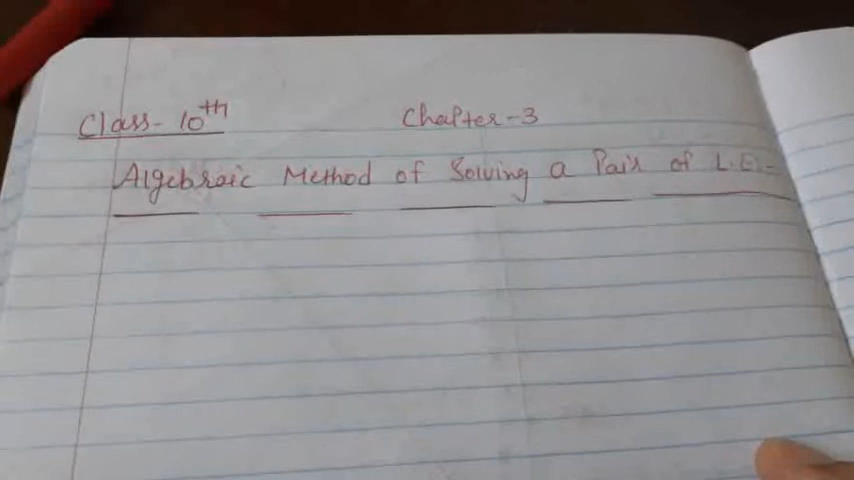 Class- 10th Chapter-3
Algebraic Method of Solving a Pair of L.E.-